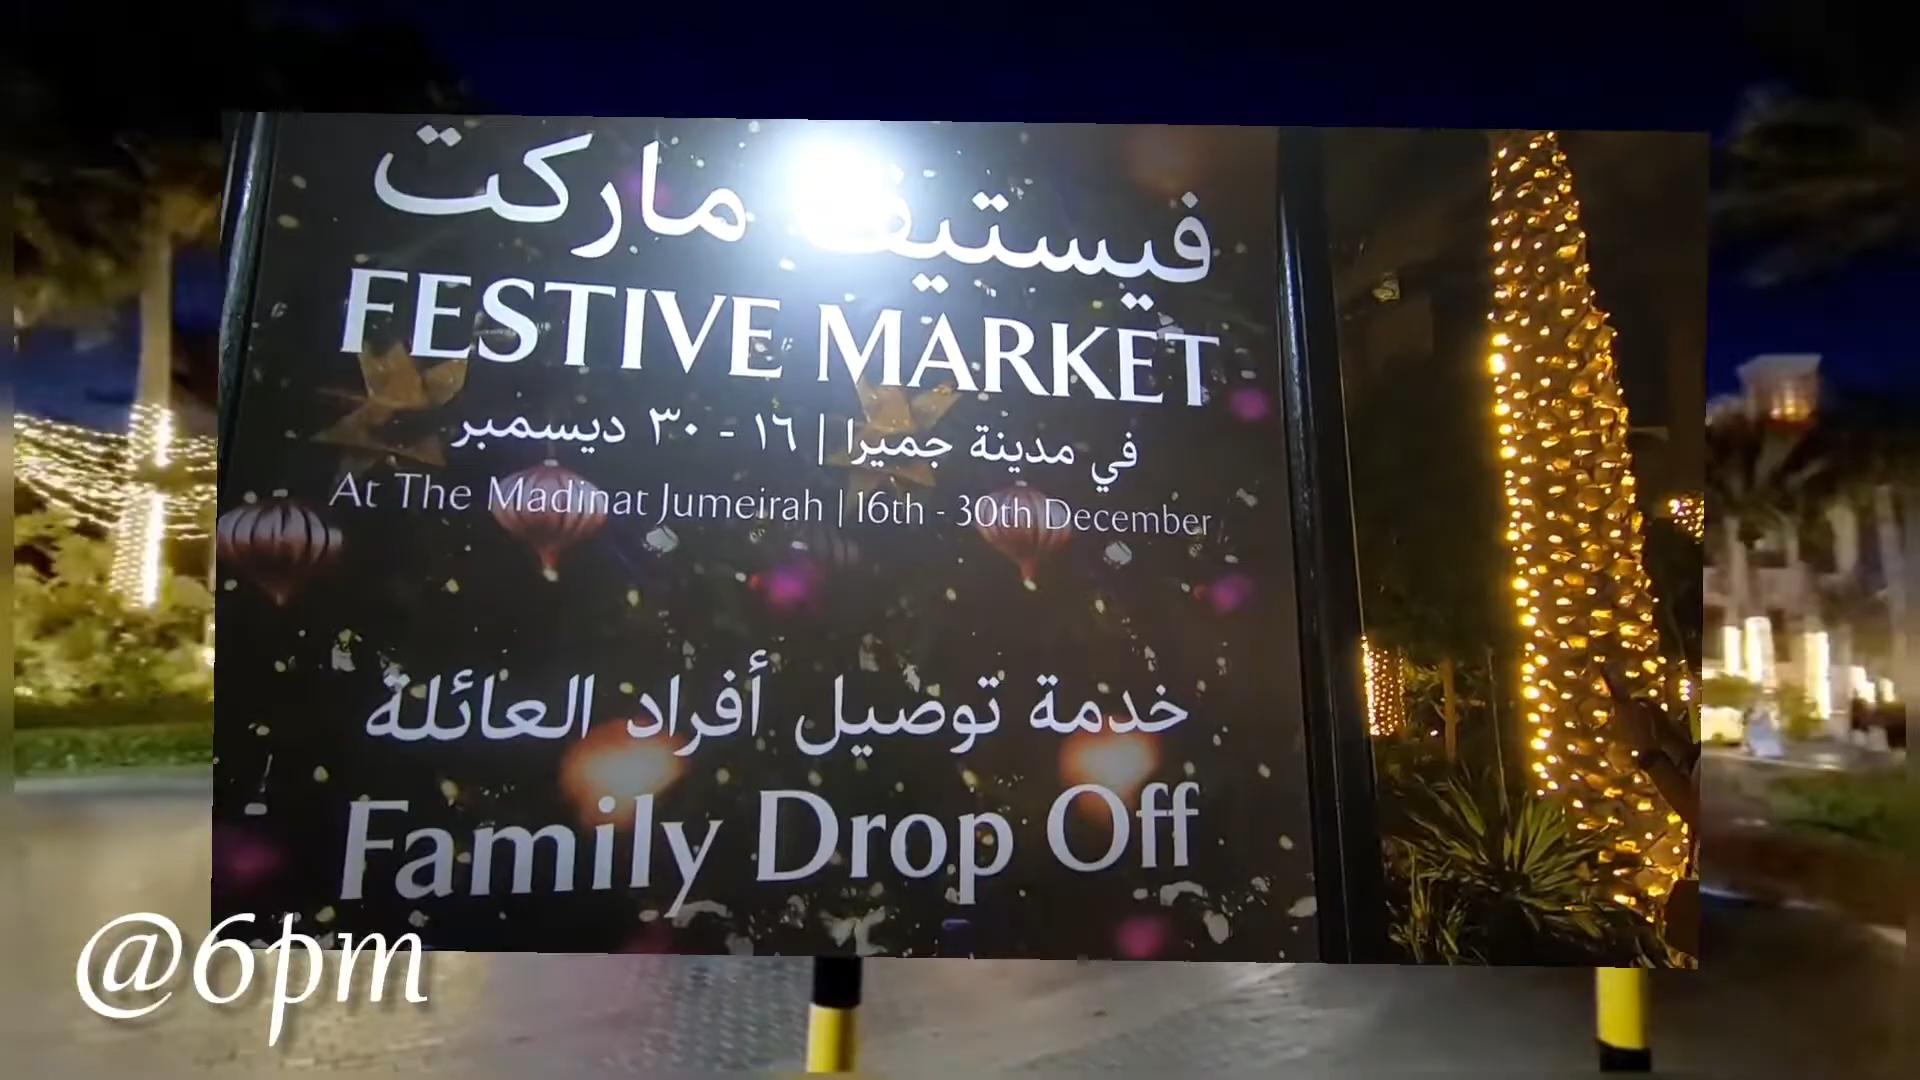 فيستيف ماركت
FESTIVE MARKET
في مدينة جميرا | ١٦ - ٣٠ ديسمبر
At The Madinat Jumeirah | 16th - 30th December
خدمة توصيل أفراد العائلة
Family Drop Off
@6pm